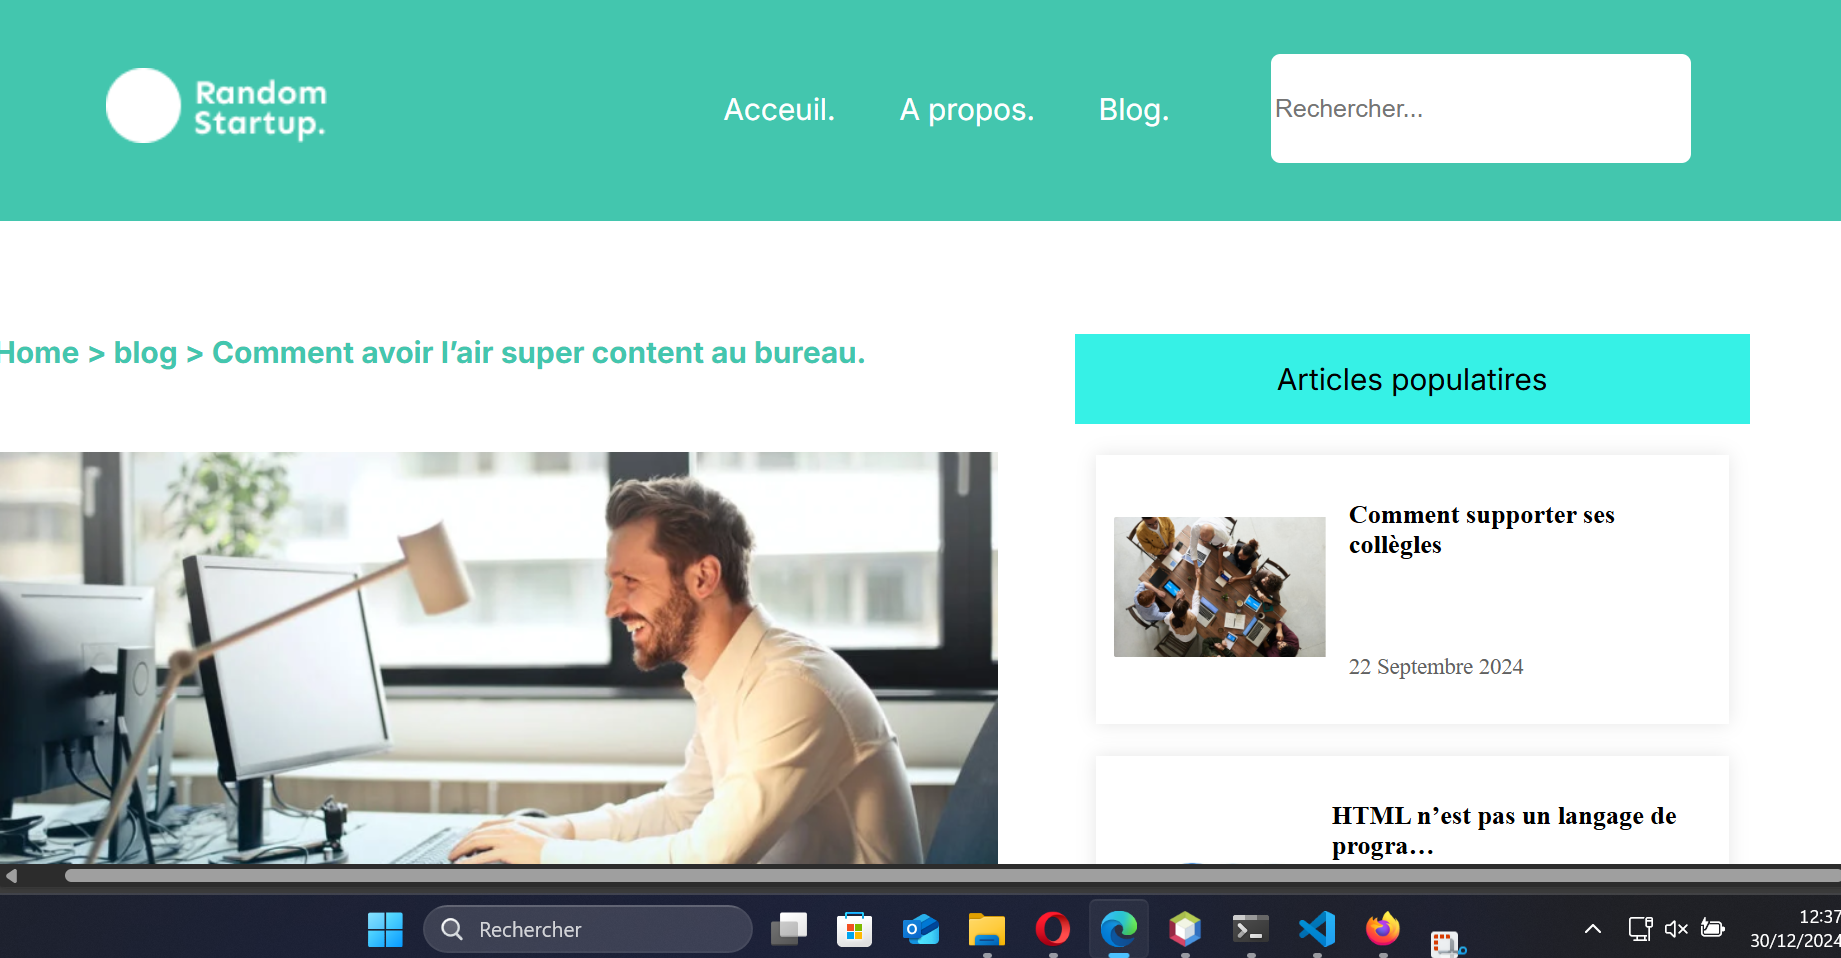 Random
Startup.
Acceuil.
A propos.
Blog.
Rechercher...
Home > blog > Comment avoir l’air super content au bureau.
Articles populatires
Comment supporter ses
collègles
22 Septembre 2024
HTML n’est pas un langage de
progra…
Rechercher
12:37
30/12/2024